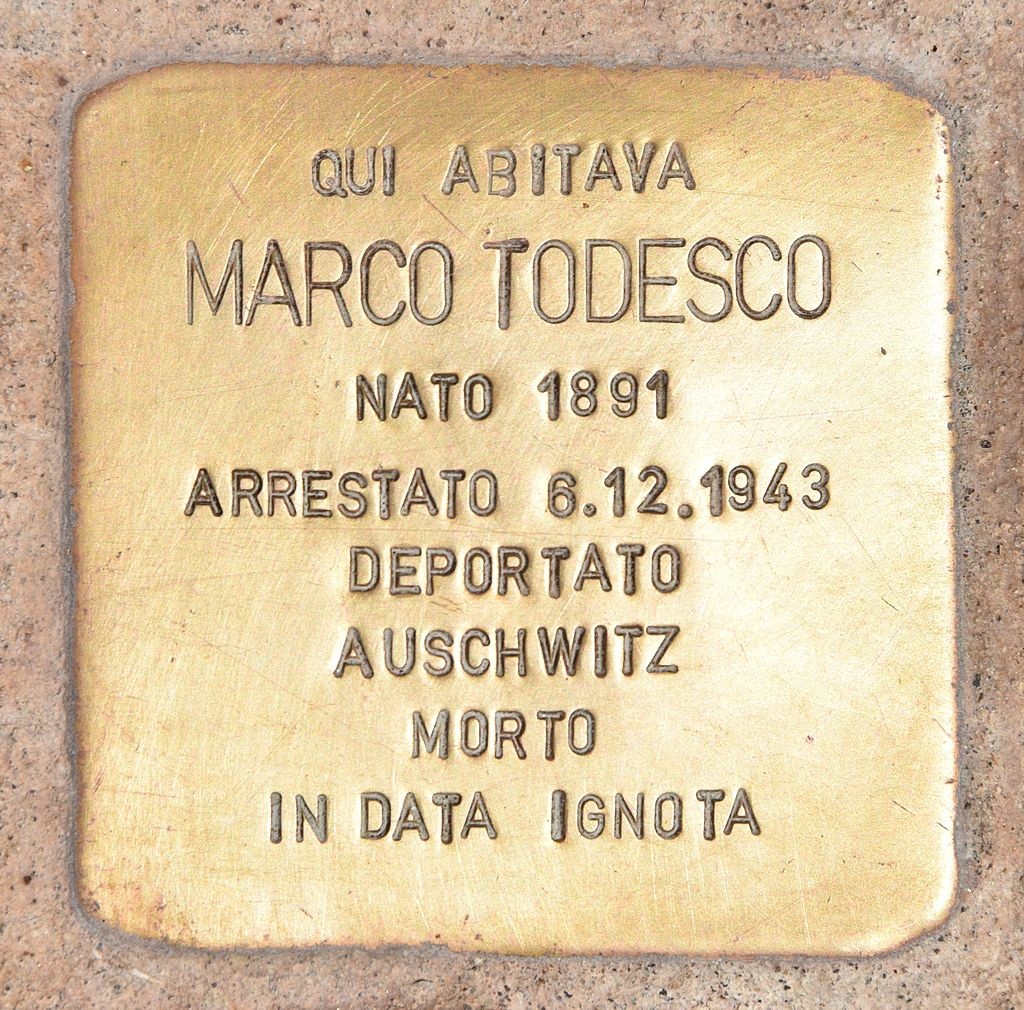 QUI ABITAVA
MARCO TODESCO
NATO 1891
ARRESTATO 6.12.1943
DEPORTATO
AUSCHWITZ
MORTO
IN DATA IGNOTA